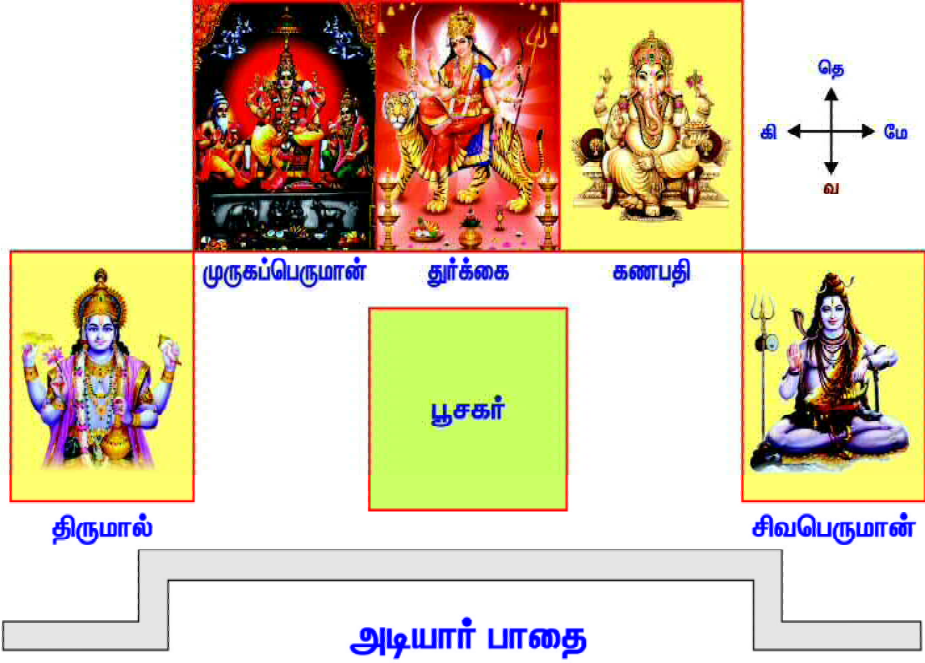 தெ
கி மே
வ
முருகப்பெருமான் துர்க்கை கணபதி
பூசகர்
திருமால் சிவபெருமான்
அடியார் பாதை